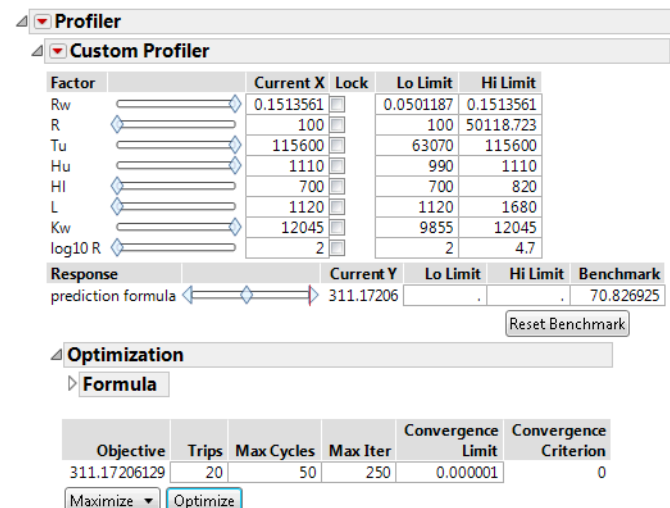 Profiler
Custom Profiler
Factor Current X Lock Lo Limit Hi Limit
Rw 0.1513561 0.0501187 0.1513561
R 100 100 50118.723
Tu 115600 63070 115600
Hu 1110 990 1110
Hl 700 700 820
L 1120 1120 1680
Kw 12045 9855 12045
log10 R 2 2 4.7
Response Current Y Lo Limit Hi Limit Benchmark
prediction formula 311.17206 . . 70.826925
Reset Benchmark
Optimization
Formula
Convergence Convergence
Objective Trips Max Cycles Max Iter Limit Criterion
311.17206129 20 50 250 0.000001 0
Maximize Optimize